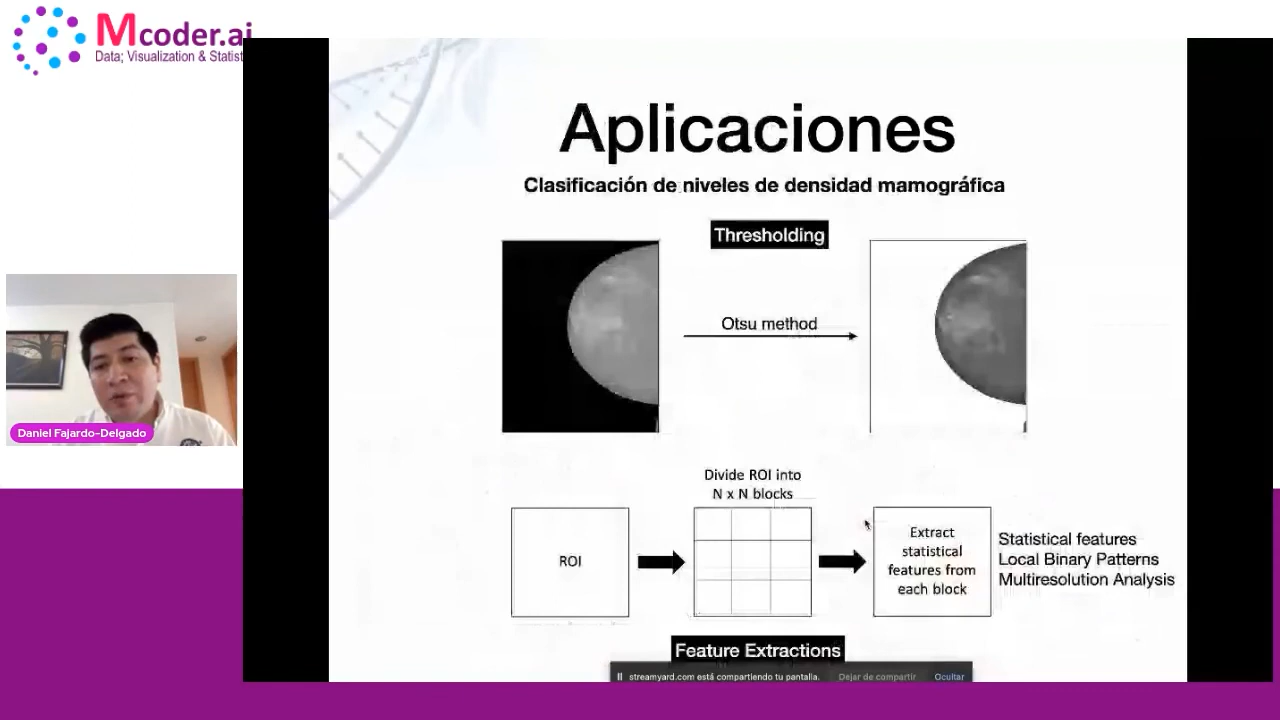 Mcoder.ai
Data; Visualization & Statist
Aplicaciones
Clasificación de niveles de densidad mamográfica
Thresholding
Otsu method
Divide ROI into
N x N blocks
ROI
Extract
statistical
features from
each block
Statistical features
Local Binary Patterns
Multiresolution Analysis
Feature Extractions
Daniel Fajardo-Delgado
streamyard.com está compartiendo tu pantalla.
Dejar de compartir
Ocultar